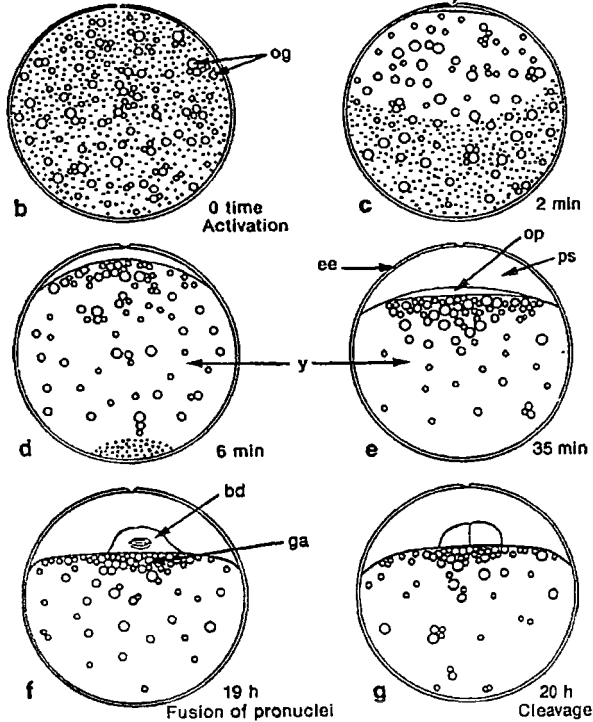 og
b
0 time
Activation
c
2 min
ee
op
ps
y
d
6 min
e
35 min
bd
ga
f
19 h
Fusion of pronuclei
g
20 h
Cleavage